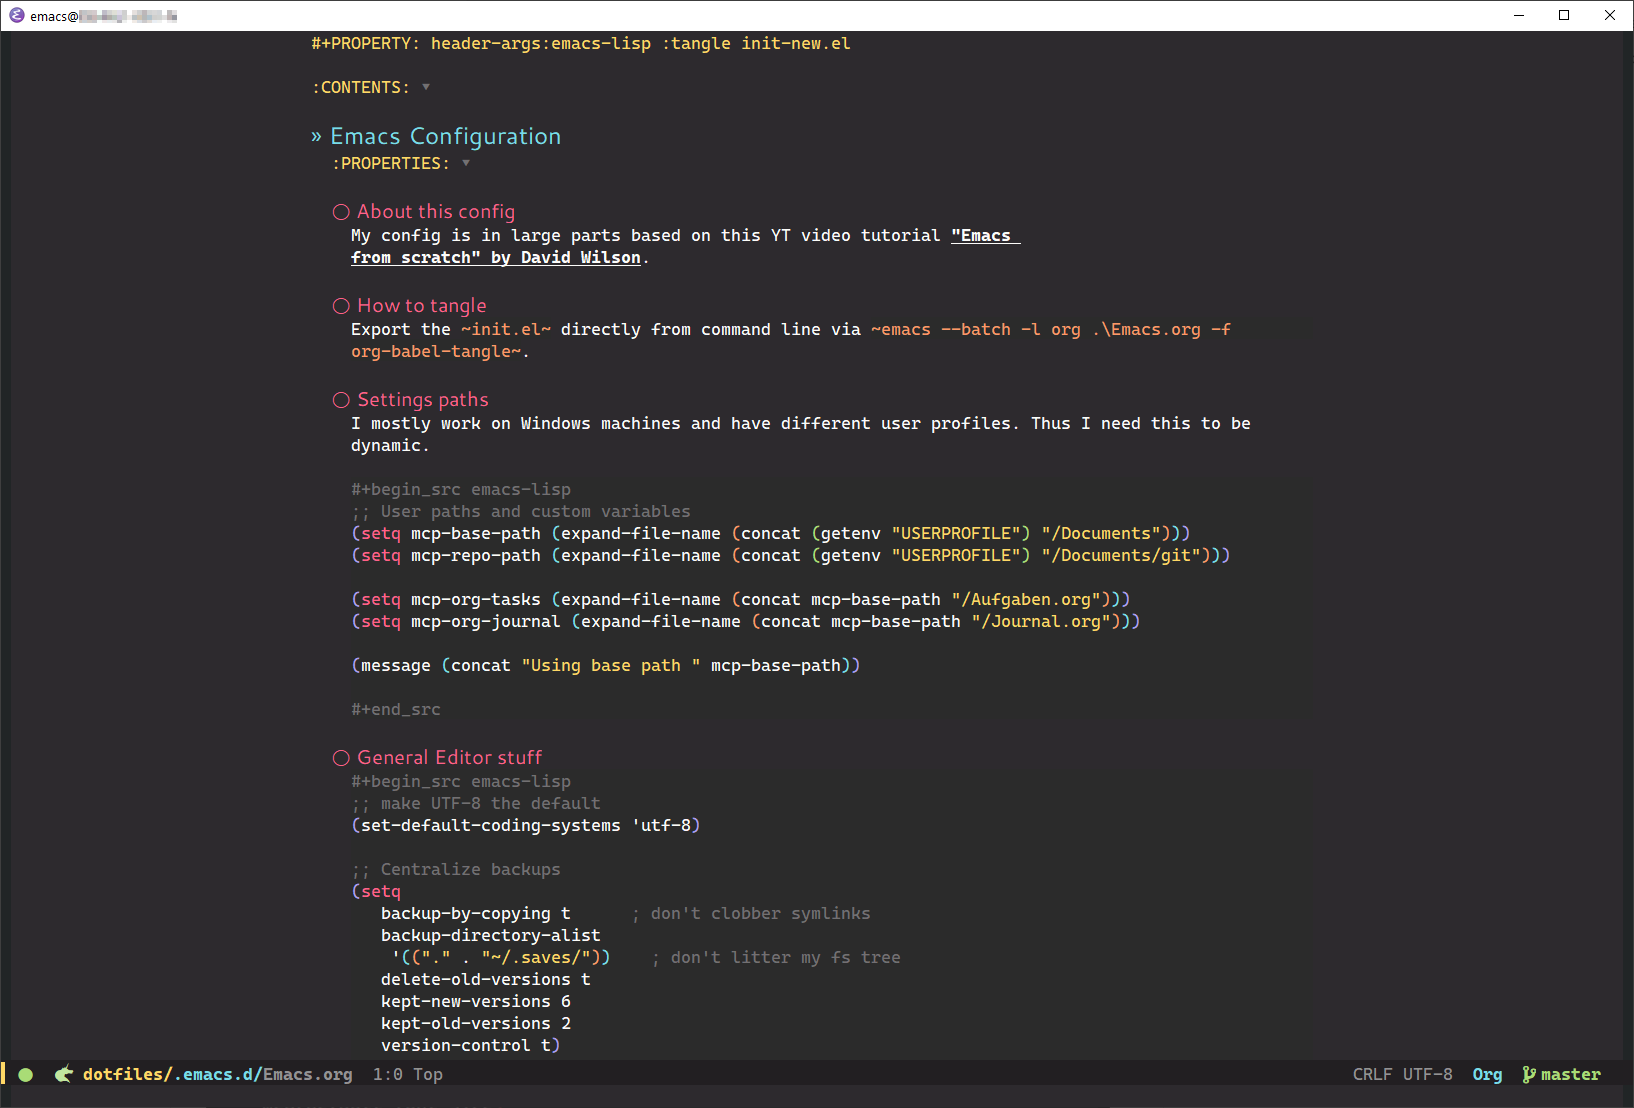 emacs@
#+PROPERTY: header-args:emacs-lisp :tangle init-new.el
:CONTENTS: ▾
» Emacs Configuration
:PROPERTIES: ▾
○ About this config
My config is in large parts based on this YT video tutorial "Emacs
from scratch" by David Wilson.
○ How to tangle
Export the ~init.el~ directly from command line via ~emacs --batch -l org .\Emacs.org -f
org-babel-tangle~.
○ Settings paths
I mostly work on Windows machines and have different user profiles. Thus I need this to be
dynamic.
#+begin_src emacs-lisp
;; User paths and custom variables
(setq mcp-base-path (expand-file-name (concat (getenv "USERPROFILE") "/Documents")))
(setq mcp-repo-path (expand-file-name (concat (getenv "USERPROFILE") "/Documents/git")))
(setq mcp-org-tasks (expand-file-name (concat mcp-base-path "/Aufgaben.org")))
(setq mcp-org-journal (expand-file-name (concat mcp-base-path "/Journal.org")))
(message (concat "Using base path " mcp-base-path))
#+end_src
○ General Editor stuff
#+begin_src emacs-lisp
;; make UTF-8 the default
(set-default-coding-systems 'utf-8)
;; Centralize backups
(setq
backup-by-copying t ; don't clobber symlinks
backup-directory-alist
'(("." . "~/.saves/")) ; don't litter my fs tree
delete-old-versions t
kept-new-versions 6
kept-old-versions 2
version-control t)
dotfiles/.emacs.d/Emacs.org 1:0 Top CRLF UTF-8 Org master